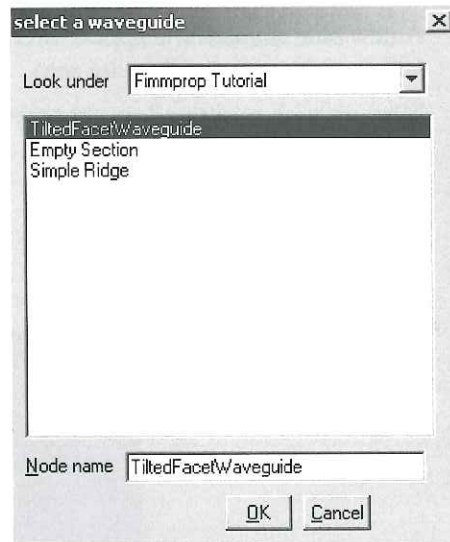 select a waveguide
Look under Fimmprop Tutorial
TiltedFacetWaveguide
Empty Section
Simple Ridge
Node name TiltedFacetWaveguide
OK Cancel